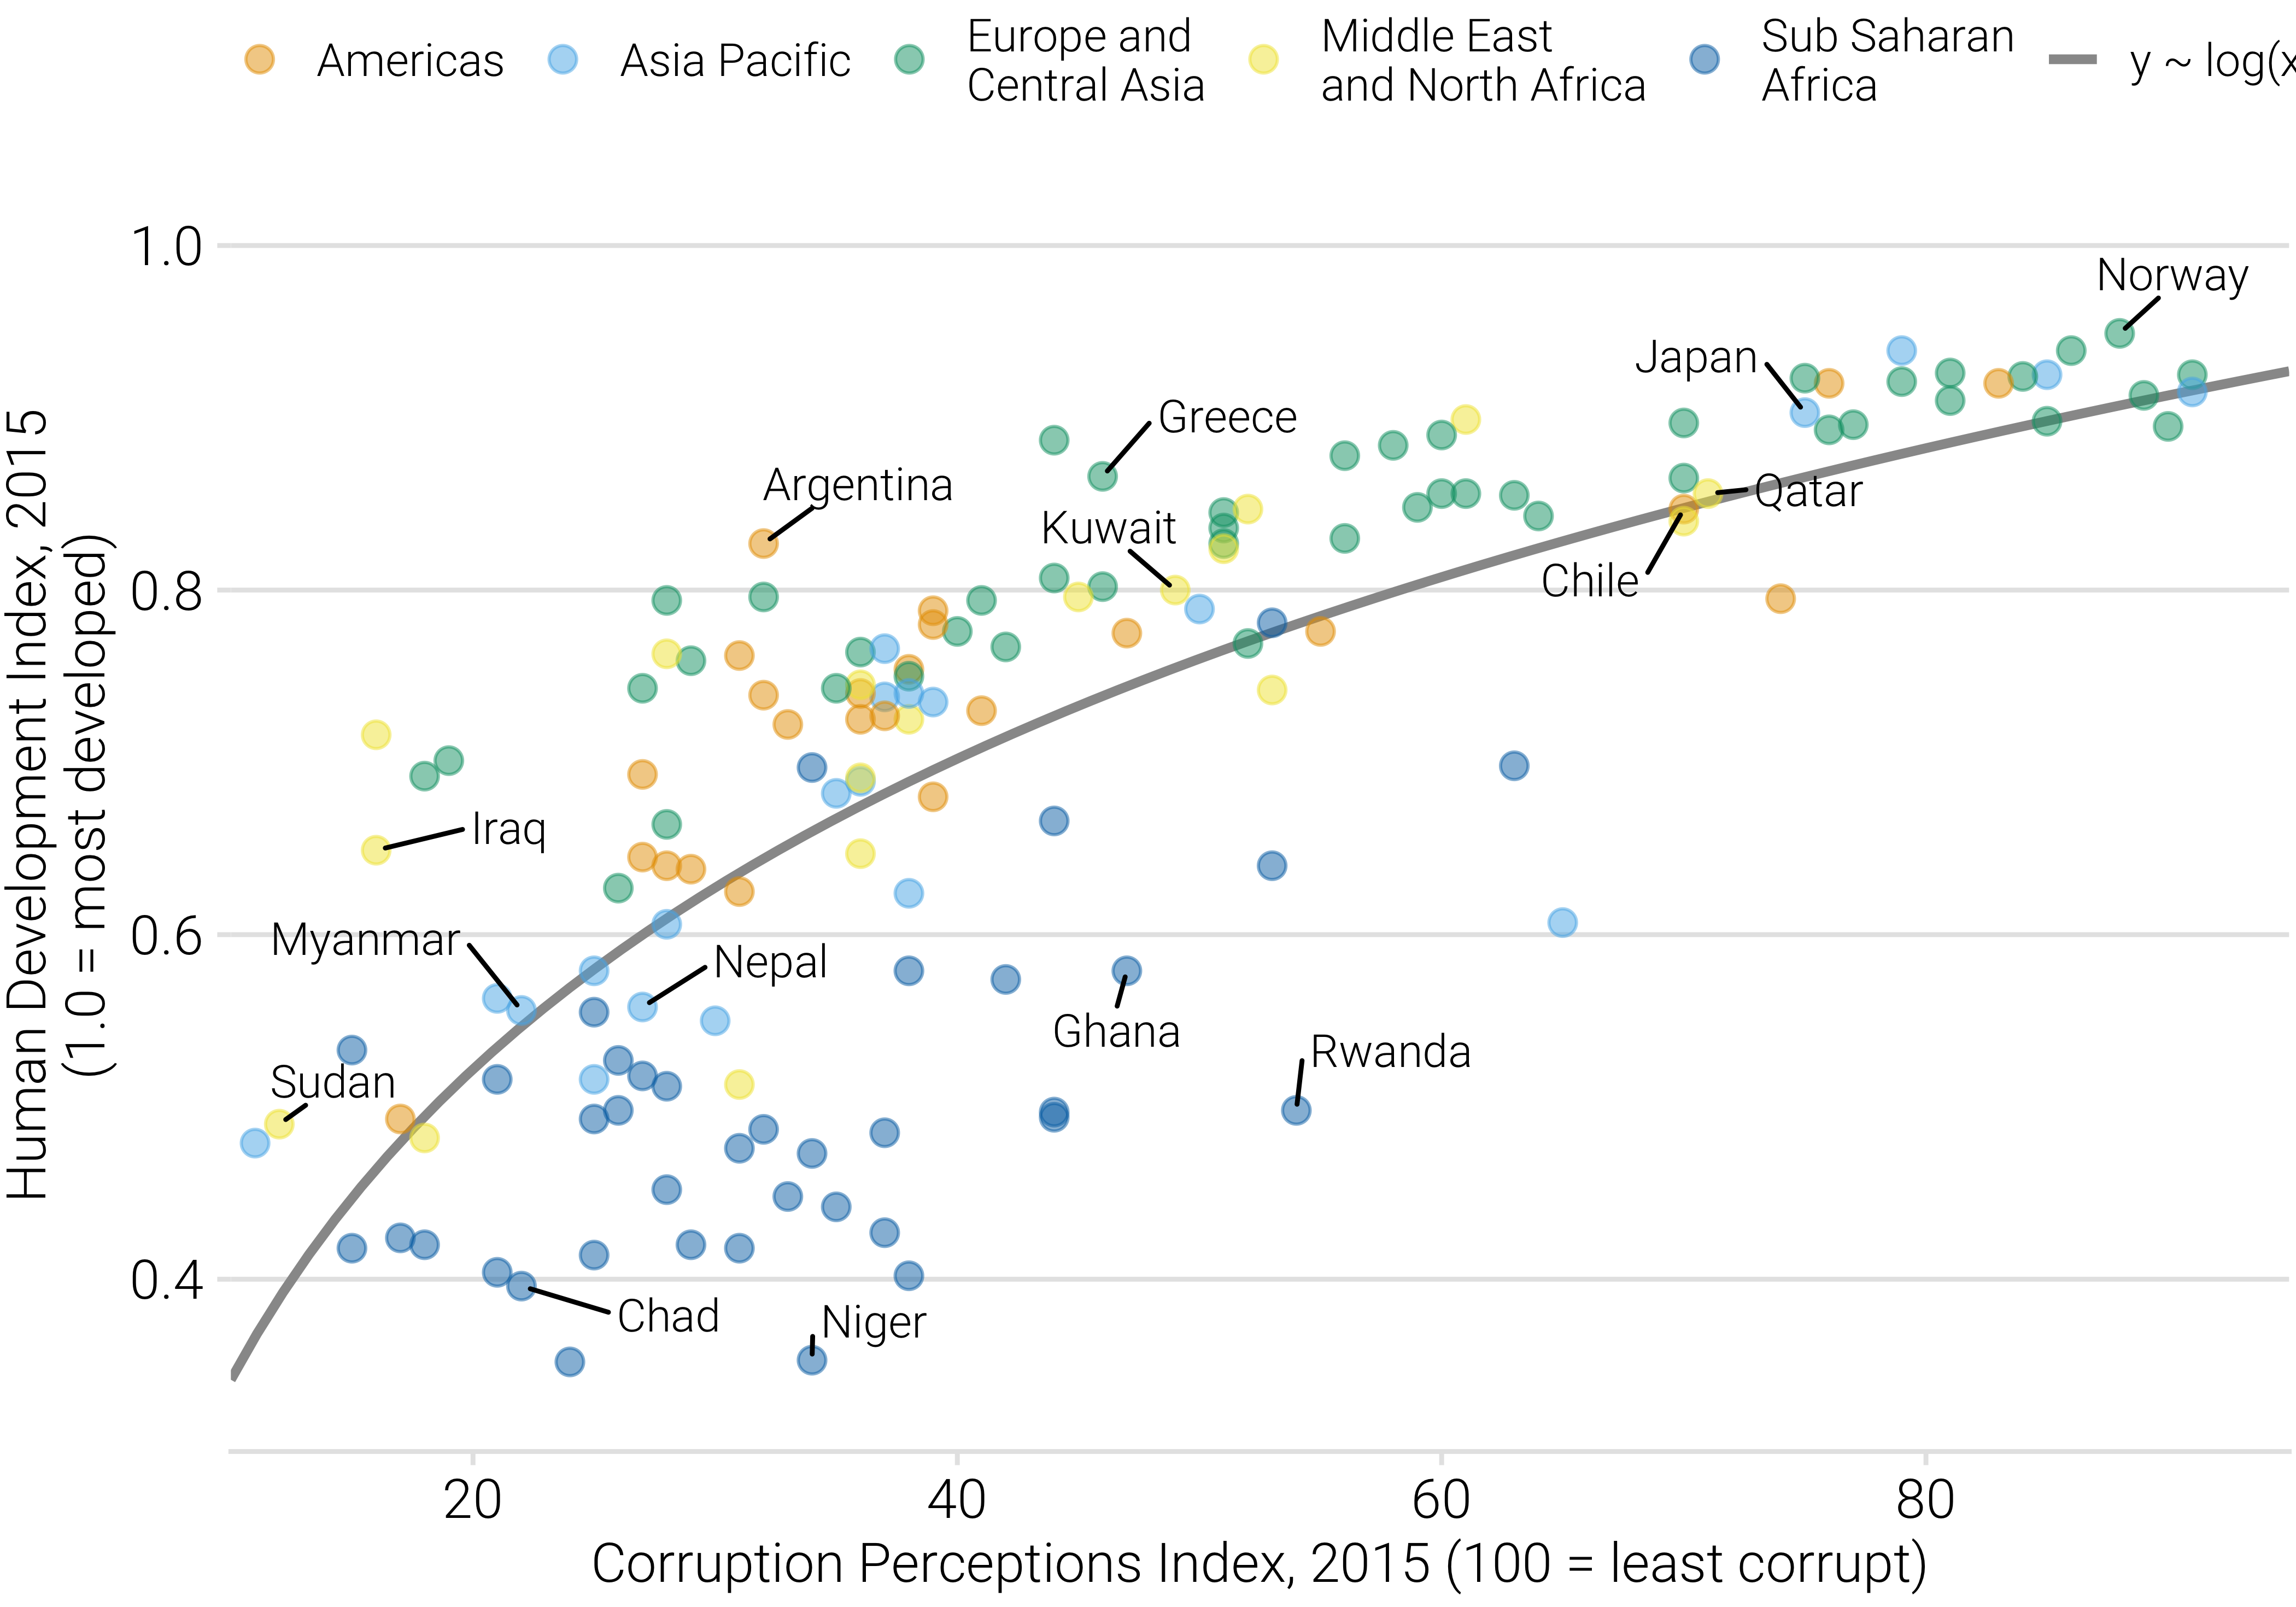 Americas
Asia Pacific
Europe and
Central Asia
Middle East
and North Africa
Sub Saharan
Africa
y ~ log(x
Human Development Index, 2015
(1.0 = most developed)
1.0
0.8
0.6
0.4
Norway
Japan
Greece
Argentina
Qatar
Kuwait
Chile
Iraq
Myanmar
Nepal
Ghana
Rwanda
Sudan
Chad
Niger
20
40
60
80
Corruption Perceptions Index, 2015 (100 = least corrupt)